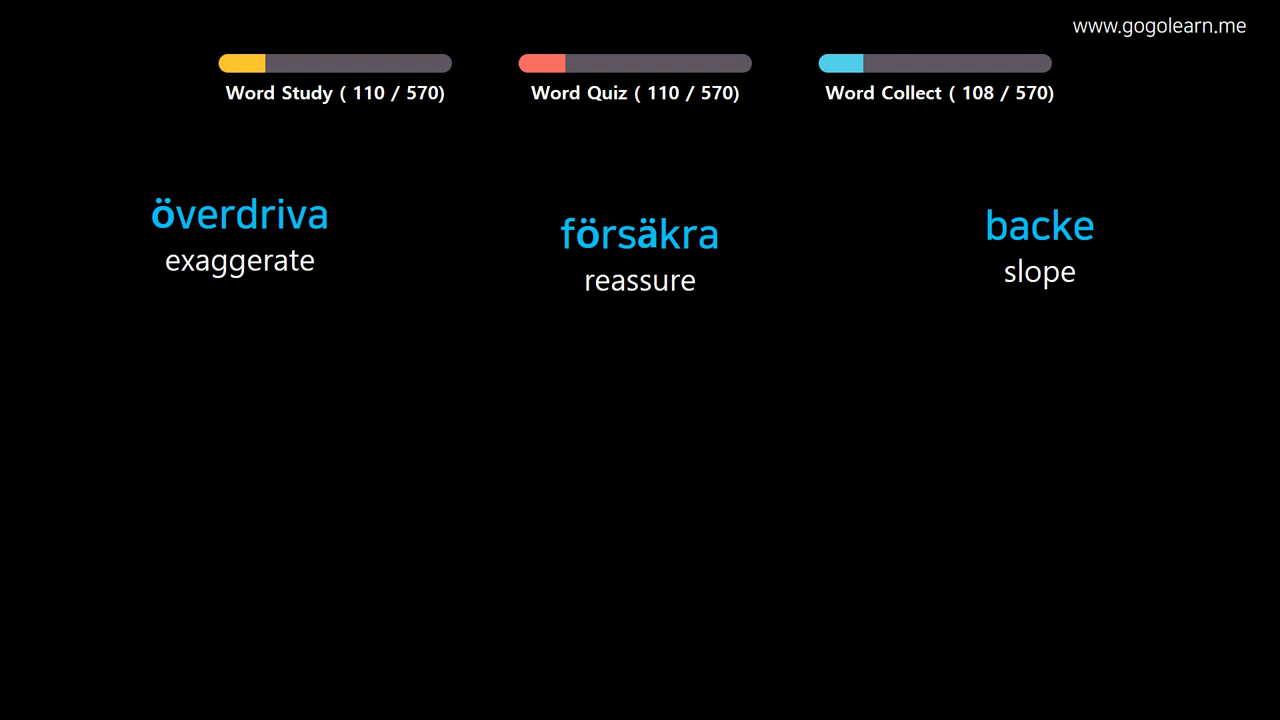 www.gogolearn.me
Word Study ( 110 / 570)
Word Quiz ( 110 / 570)
Word Collect ( 108 / 570)
överdriva
exaggerate
försäkra
reassure
backe
slope